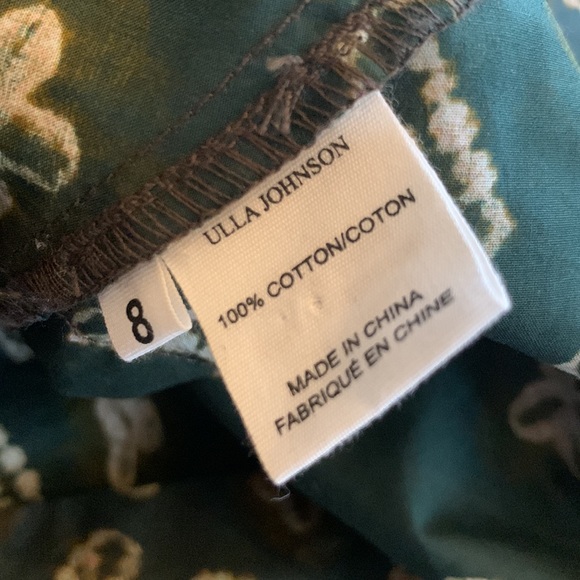 ULLA JOHNSON
100% COTTON/COTON
MADE IN CHINA
FABRIQUÉ EN CHINE
8